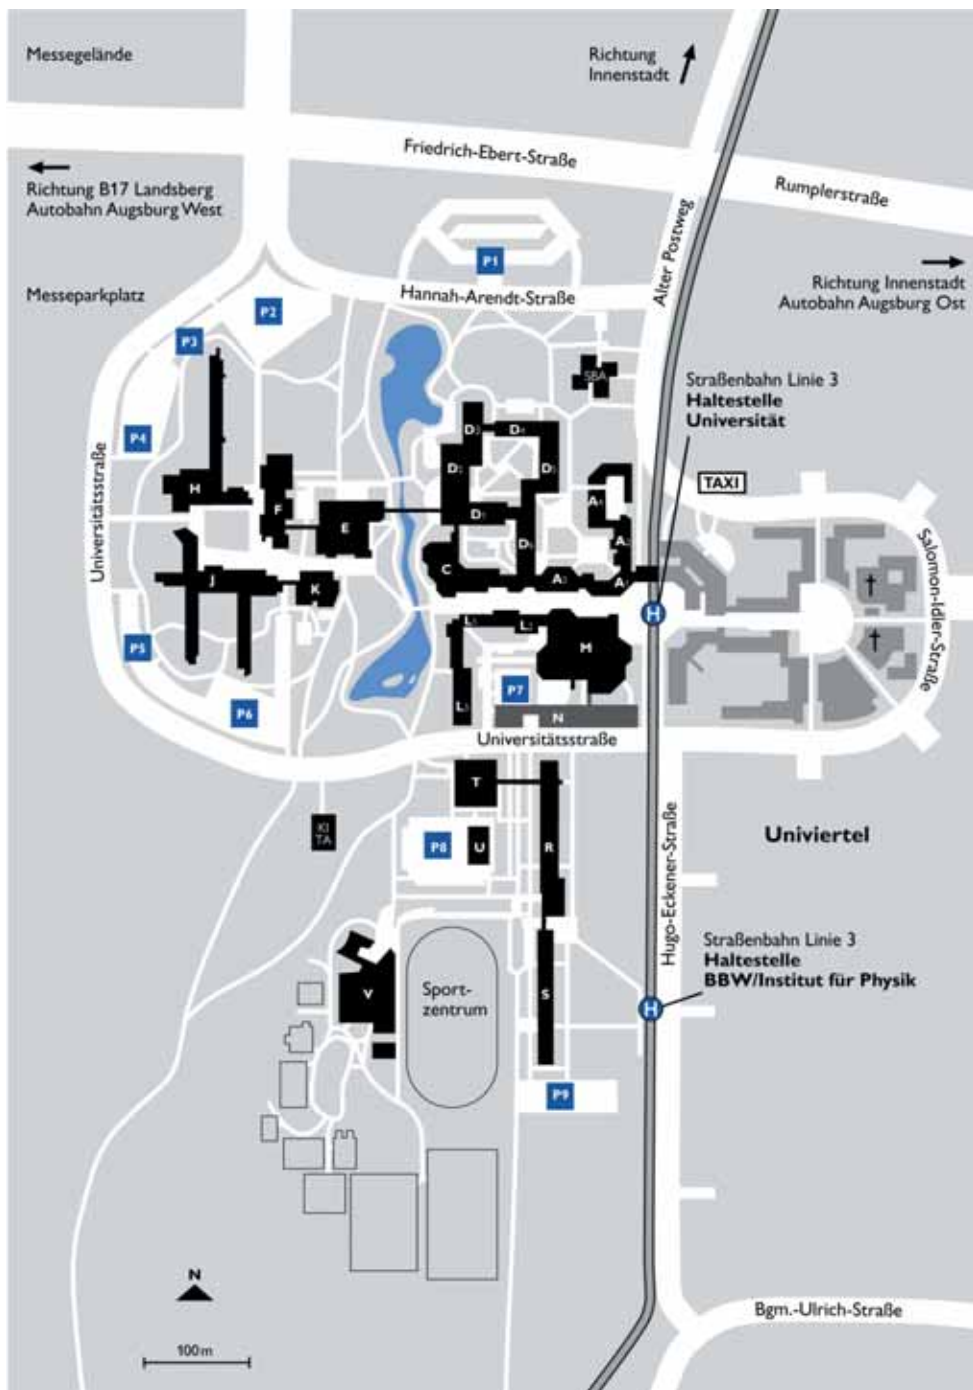 Messegelände
Richtung
Innenstadt
Friedrich-Ebert-Straße
Rumplerstraße
Richtung B17 Landsberg
Autobahn Augsburg West
Alter Postweg
P1
Richtung Innenstadt
Autobahn Augsburg Ost
Messeparkplatz
Hannah-Arendt-Straße
P2
P3
SBA
Straßenbahn Linie 3
Haltestelle
Universität
P4
D3
D4
D2
D5
TAXI
H
F
E
D1
A4
Universitätsstraße
D6
A2
C
A3
A1
J
K
Salomon-Idler-Straße
H
L1
L2
M
P5
P7
L3
P6
N
Universitätsstraße
T
KI
TA
P8
U
R
Univiertel
Hugo-Eckener-Straße
Straßenbahn Linie 3
Haltestelle
BBW/Institut für Physik
V
Sport-
zentrum
S
H
P9
N
Bgm.-Ulrich-Straße
100 m